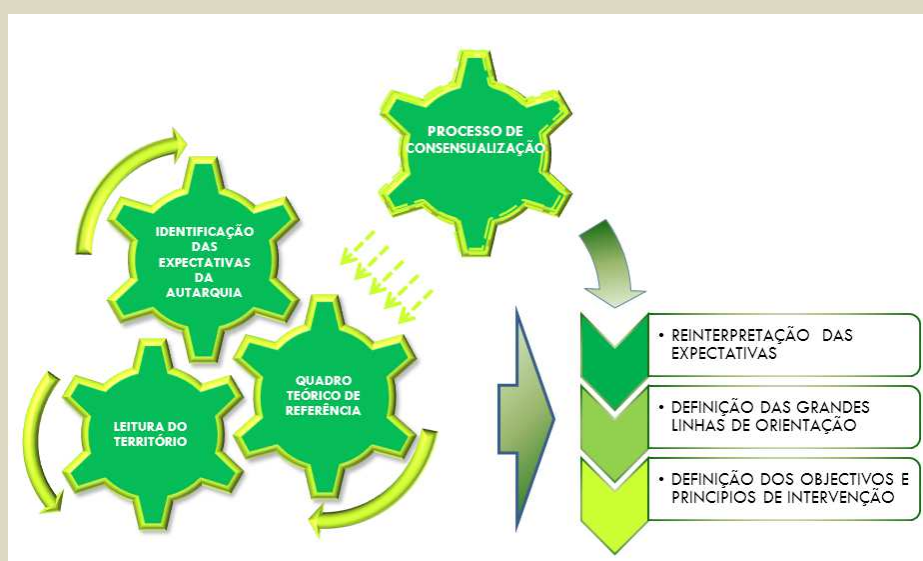 PROCESSO DE
CONSENSUALIZAÇÃO
IDENTIFICAÇÃO
DAS
EXPECTATIVAS
DA
AUTARQUIA
QUADRO
TEÓRICO DE
REFERÊNCIA
LEITURA DO
TERRITÓRIO
• REINTERPRETAÇÃO DAS
EXPECTATIVAS
• DEFINIÇÃO DAS GRANDES
LINHAS DE ORIENTAÇÃO
• DEFINIÇÃO DOS OBJECTIVOS E
PRINCIPIOS DE INTERVENÇÃO